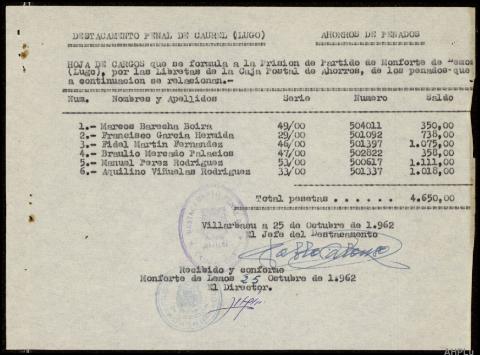 DESTACAMENTO PENAL DE CAUREL (LUGO) AHORROS DE PENADOS
HOJA DE CARGOS que se formula a la Prision de Partido de Monforte de Lemos
(Lugo), por las Libretas de la Caja Postal de Ahorros, de los penados que
a continuacion se relacionan.-
Num. Nombres y Apellidos Serie Numero Saldo
1.- Marcos Barecha Boira 49/00 504011 350,00
2.- Francisco Garcia Hermida 29/00 501092 738,00
3.- Fidel Martin Fernandez 46/00 501397 1.075,00
4.- Braulio Mercado Palacios 47/00 502822 358,00
5.- Manuel Perez Rodriguez 53/00 500617 1.111,00
6.- Aquilino Viñuelas Rodriguez 33/00 501337 1.018,00
Total pesetas ...... 4.650,00
Villarbacu a 25 de Octubre de 1.962
El Jefe del Destacamento
Recibido y conforme
Monforte de Lemos 25 Octubre de 1.962
El Director.
AHPLU